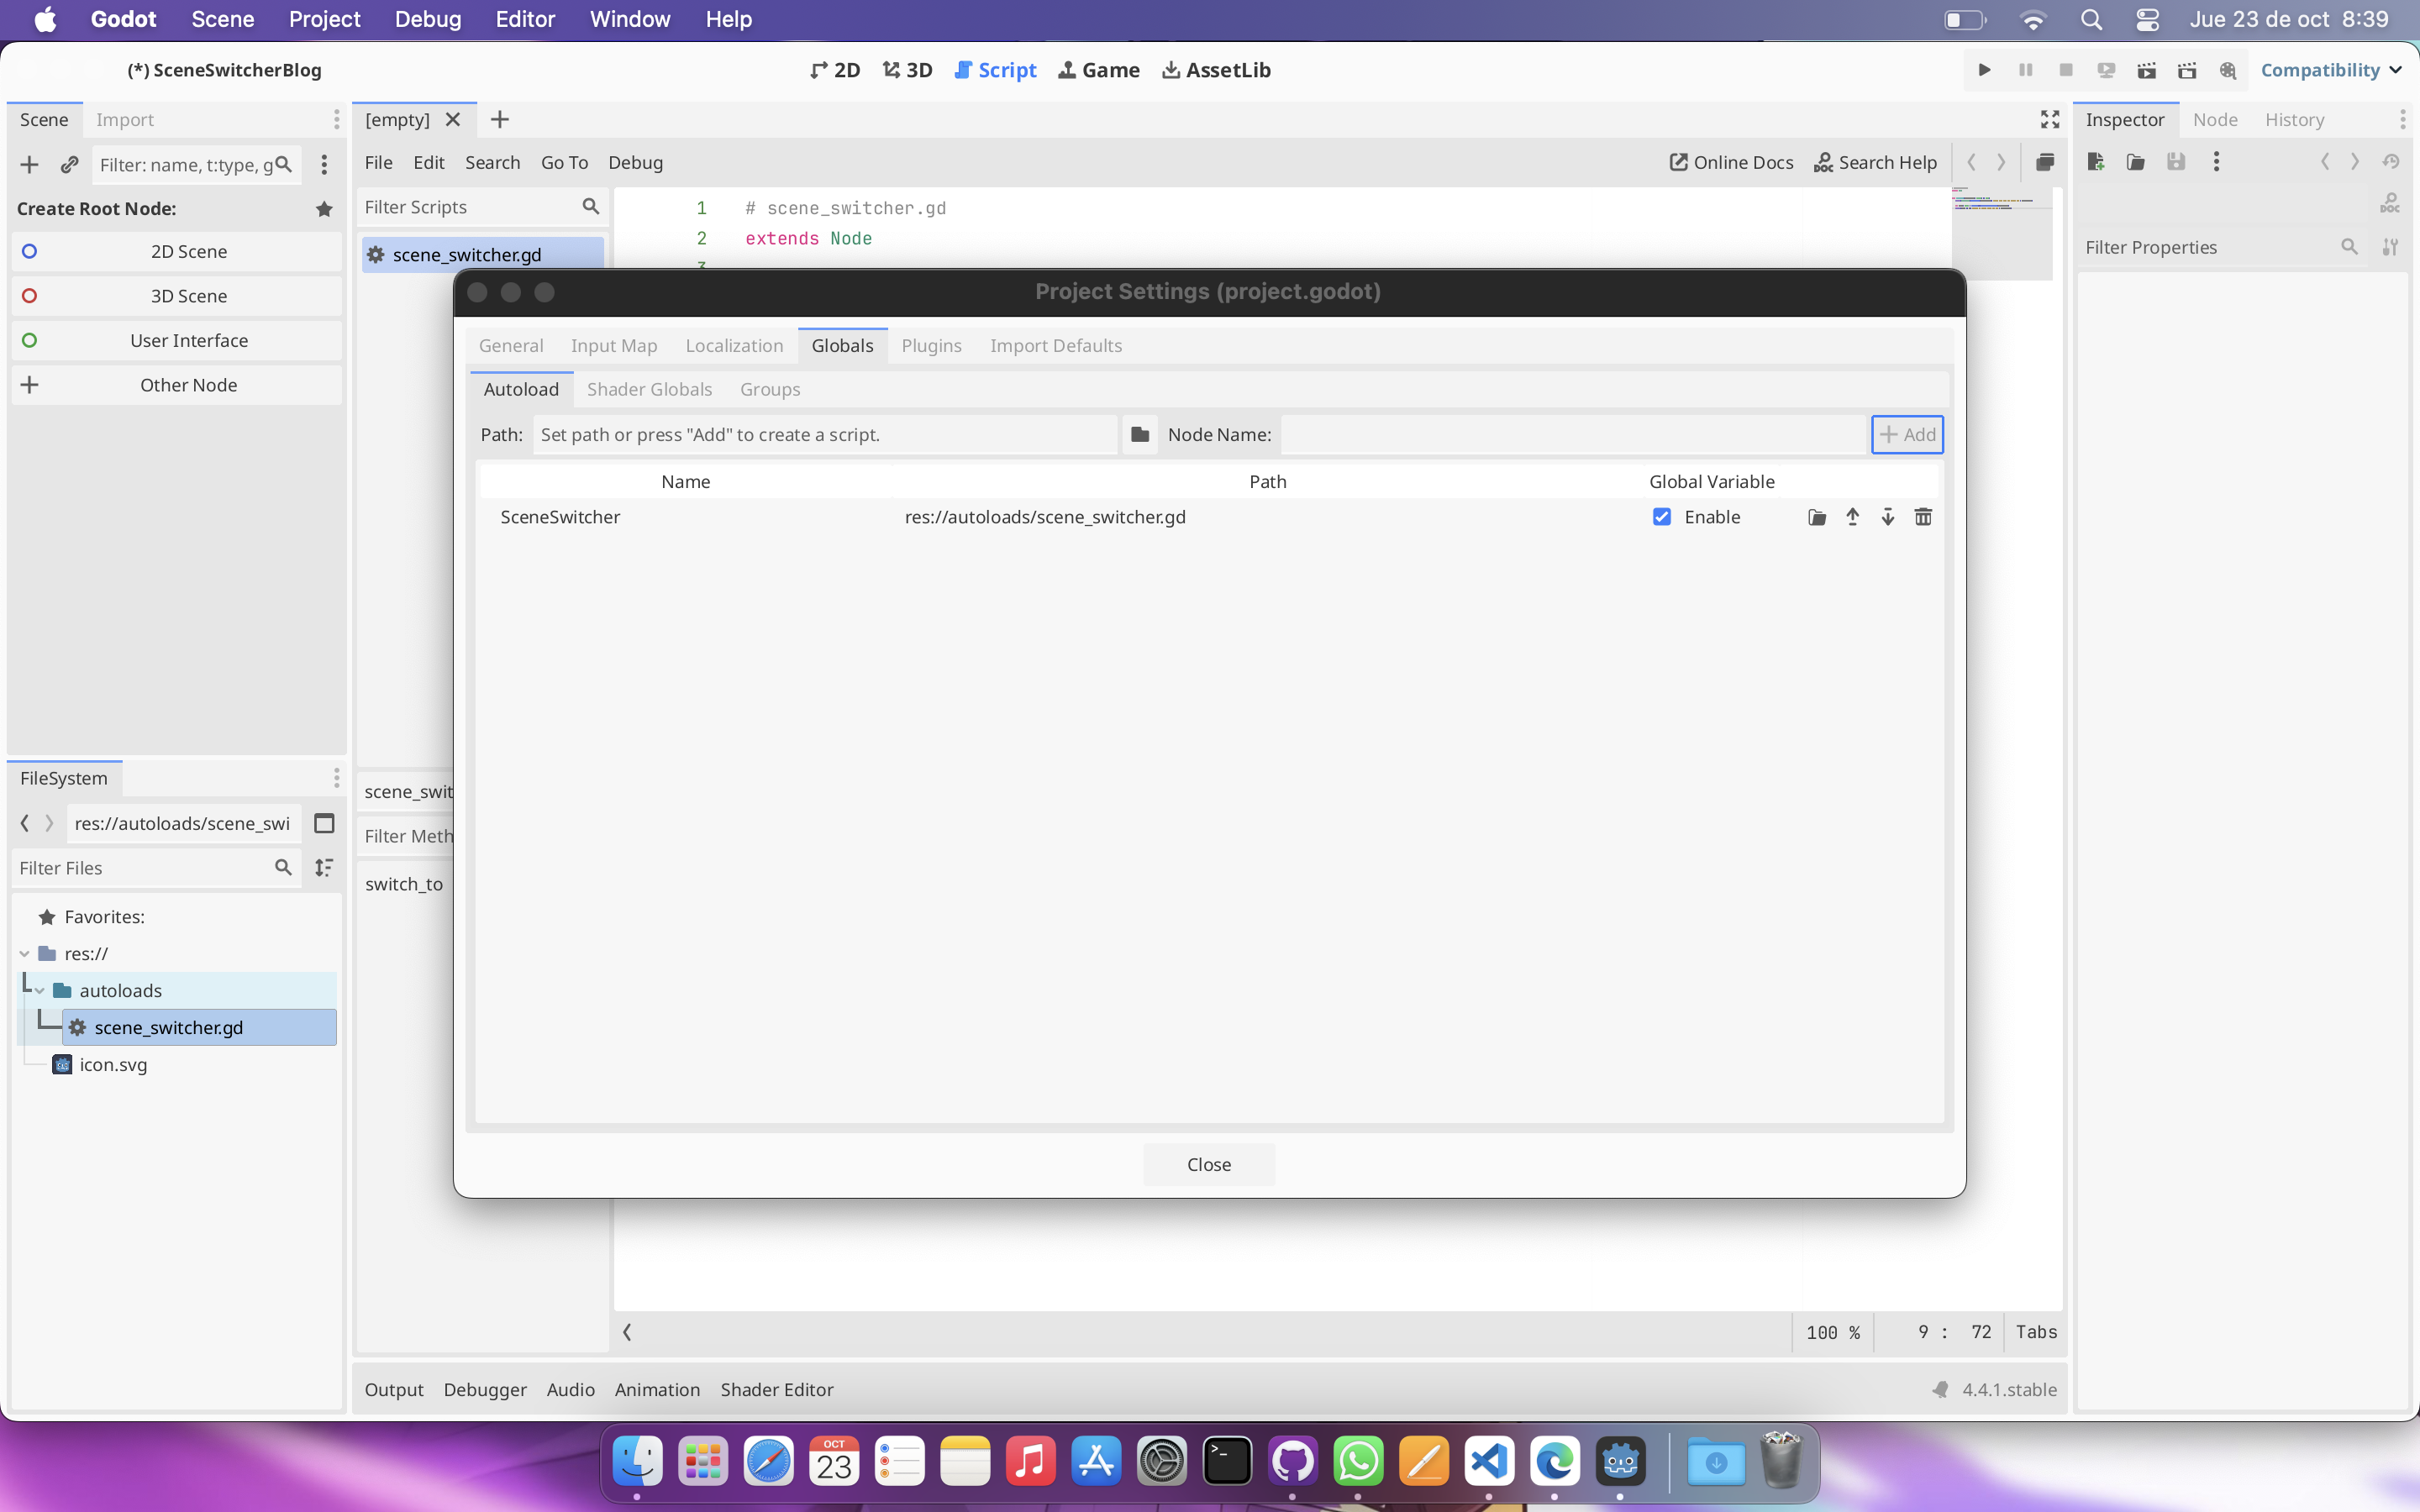 Godot Scene Project Debug Editor Window Help
Jue 23 de oct 8:39
(*) SceneSwitcherBlog
2D 3D Script Game AssetLib
Compatibility
Scene Import
Filter: name, t:type, g
Create Root Node:
2D Scene
3D Scene
User Interface
Other Node
[empty]
File Edit Search Go To Debug
Online Docs Search Help
Filter Scripts
scene_switcher.gd
1 # scene_switcher.gd
2 extends Node
Inspector Node History
Filter Properties
Project Settings (project.godot)
General Input Map Localization Globals Plugins Import Defaults
Autoload Shader Globals Groups
Path: Set path or press "Add" to create a script. Node Name: Add
Name Path Global Variable
SceneSwitcher res://autoloads/scene_switcher.gd Enable
Close
FileSystem
res://autoloads/scene_swi
Filter Files
Favorites:
res://
autoloads
scene_switcher.gd
icon.svg
scene_swit
Filter Meth
switch_to
100 % 9 : 72 Tabs
Output Debugger Audio Animation Shader Editor
4.4.1.stable
OCT
23